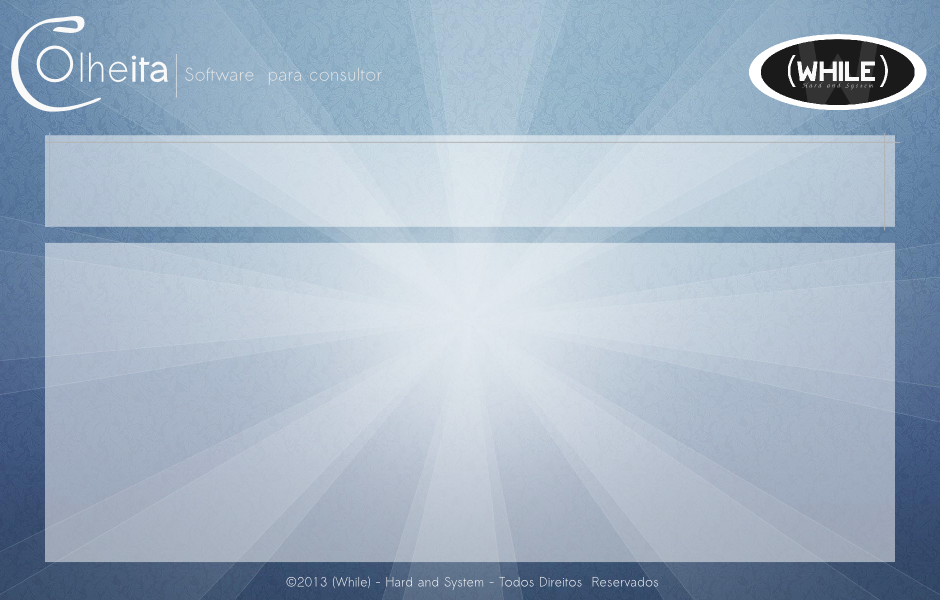 Colheita
Software para consultor
(WHILE)
Hard and System
©2013 (While) - Hard and System - Todos Direitos Reservados